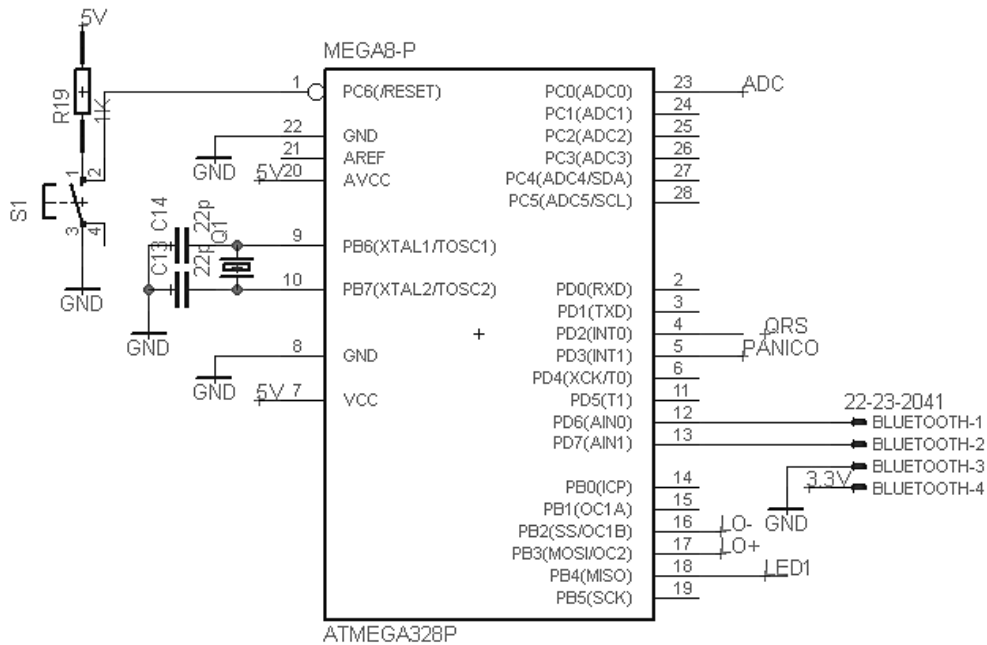 5V
MEGA8-P
R19
1K
1
PC6(/RESET)
22
GND
GND
21
AREF
5V
20
AVCC
S1
1
2
3
4
GND
C14
22p
C13
22p
Q1
GND
9
PB6(XTAL1/TOSC1)
10
PB7(XTAL2/TOSC2)
8
GND
GND
5V
7
VCC
PC0(ADC0)
23
ADC
PC1(ADC1)
24
PC2(ADC2)
25
PC3(ADC3)
26
PC4(ADC4/SDA)
27
PC5(ADC5/SCL)
28
PD0(RXD)
2
PD1(TXD)
3
PD2(INT0)
4
QRS
PD3(INT1)
5
PANICO
PD4(XCK/T0)
6
PD5(T1)
11
PD6(AIN0)
12
PD7(AIN1)
13
22-23-2041
BLUETOOTH-1
BLUETOOTH-2
BLUETOOTH-3
3.3V
BLUETOOTH-4
GND
PB0(ICP)
14
PB1(OC1A)
15
PB2(SS/OC1B)
16
LO-
PB3(MOSI/OC2)
17
LO+
PB4(MISO)
18
LED1
PB5(SCK)
19
ATMEGA328P